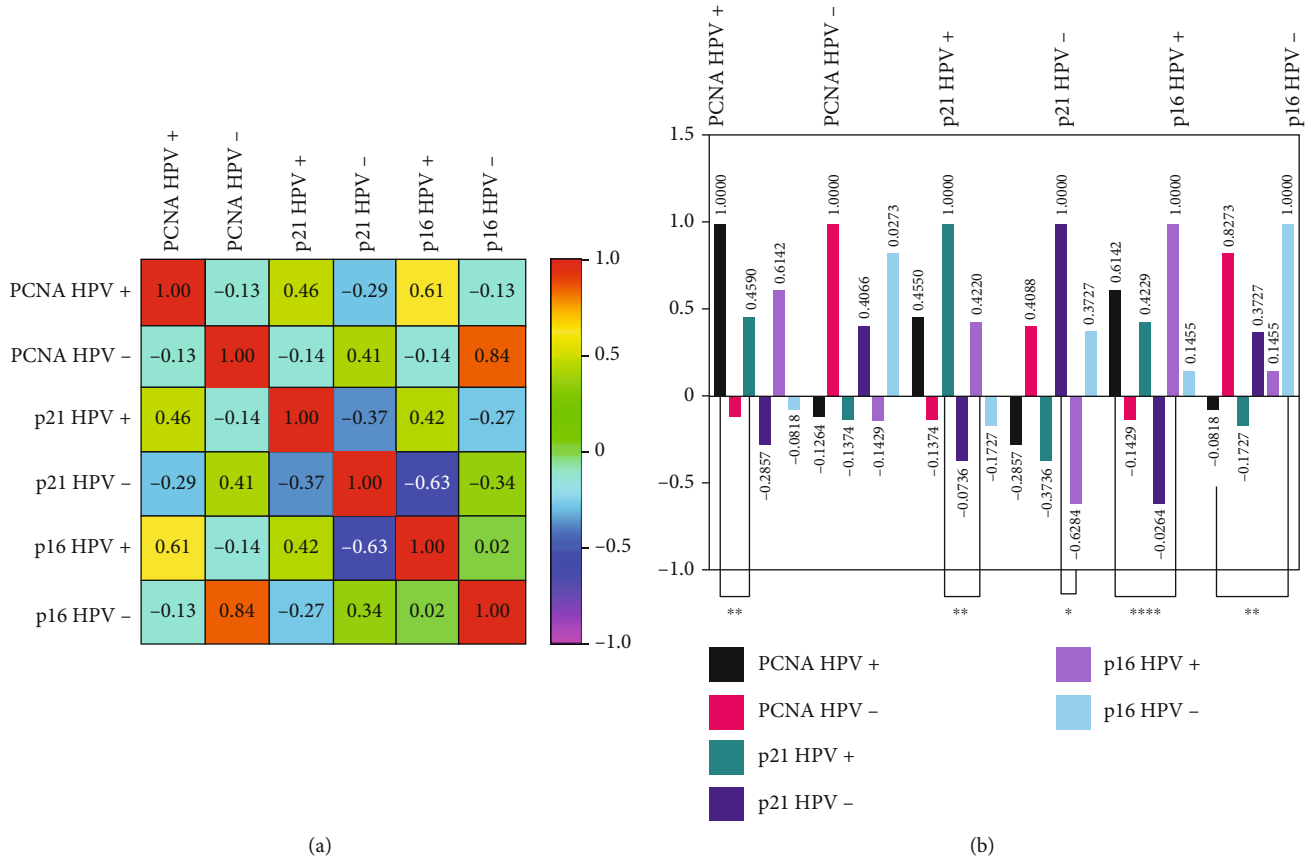 PCNA HPV +
PCNA HPV –
p21 HPV +
p21 HPV –
p16 HPV +
p16 HPV –
PCNA HPV + 1.00 –0.13 0.46 –0.29 0.61 –0.13
PCNA HPV – –0.13 1.00 –0.14 0.41 –0.14 0.84
p21 HPV + 0.46 –0.14 1.00 –0.37 0.42 –0.27
p21 HPV – –0.29 0.41 –0.37 1.00 –0.63 –0.34
p16 HPV + 0.61 –0.14 0.42 –0.63 1.00 0.02
p16 HPV – –0.13 0.84 –0.27 0.34 0.02 1.00
1.0
0.5
0
–0.5
–1.0
(a)
PCNA HPV +
PCNA HPV –
p21 HPV +
p21 HPV –
p16 HPV +
p16 HPV –
1.5
1.0
0.5
0
–0.5
–1.0
1.0000
0.4590
–0.2857
0.6142
–0.0818
–0.1264
1.0000
–0.1374
0.4066
–0.1429
0.0273
0.4550
–0.1374
1.0000
–0.0736
0.4220
–0.1727
–0.2857
0.4088
–0.3736
1.0000
–0.6284
0.3727
0.6142
–0.1429
0.4229
–0.0264
1.0000
0.1455
–0.0818
0.8273
–0.1727
0.3727
0.1455
1.0000
**
**
*
****
**
PCNA HPV +
PCNA HPV –
p21 HPV +
p21 HPV –
p16 HPV +
p16 HPV –
(b)